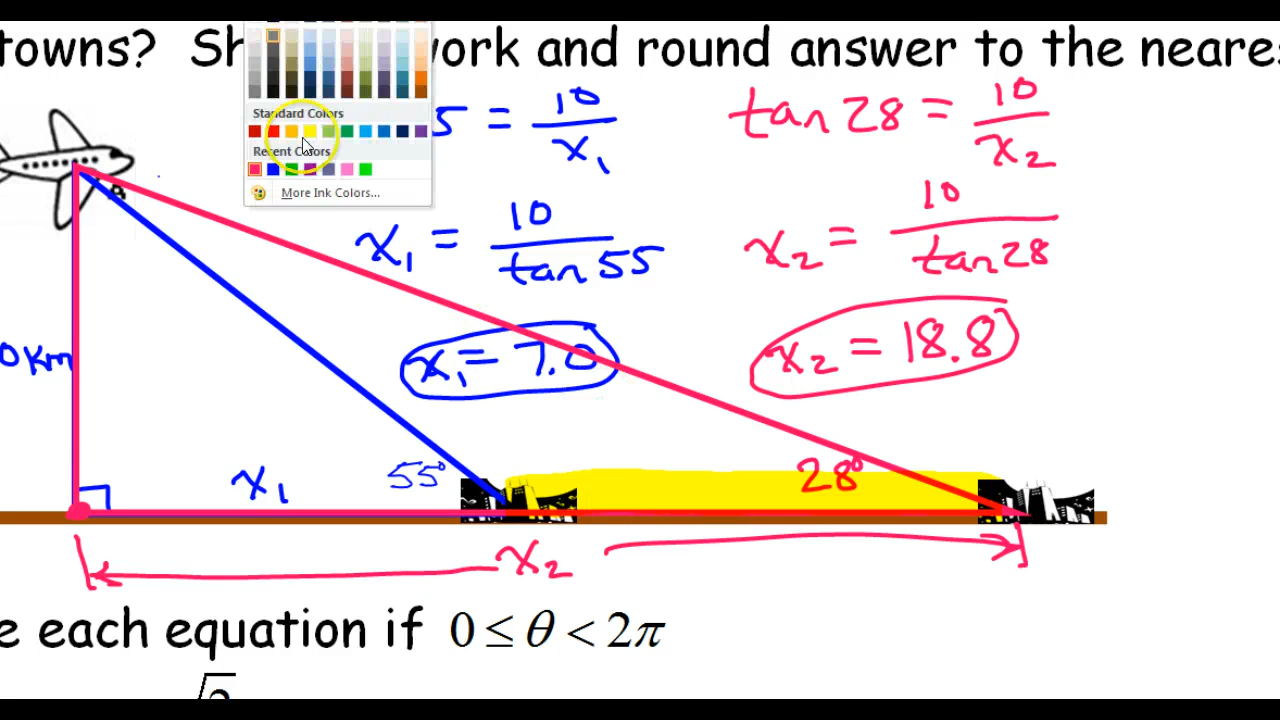 towns? Sh work and round answer to the neares
Standard Colors
Recent Colors
More Ink Colors...
5 = 10/x₁
tan 28 = 10/x₂
x₁ = 10/tan 55
x₂ = 10/tan 28
x₁ = 7.0
x₂ = 18.8
0 km
x₁
55°
28°
x₂
e each equation if 0 ≤ θ < 2π